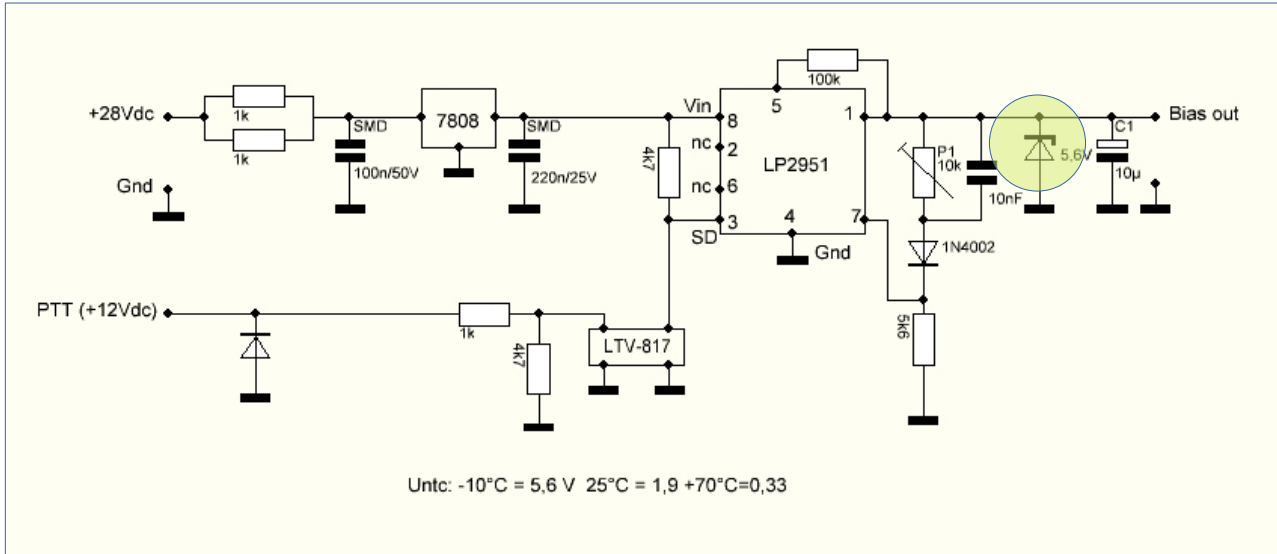 100k
+28Vdc
1k
1k
SMD
100n/50V
7808
SMD
220n/25V
4k7
Vin
nc
nc
SD
8
2
6
3
5
1
7
4
LP2951
Gnd
P1
10k
10nF
5,6V
C1
10µ
Bias out
Gnd
1N4002
5k6
PTT (+12Vdc)
1k
4k7
LTV-817
Untc: -10°C = 5,6 V 25°C = 1,9 +70°C=0,33